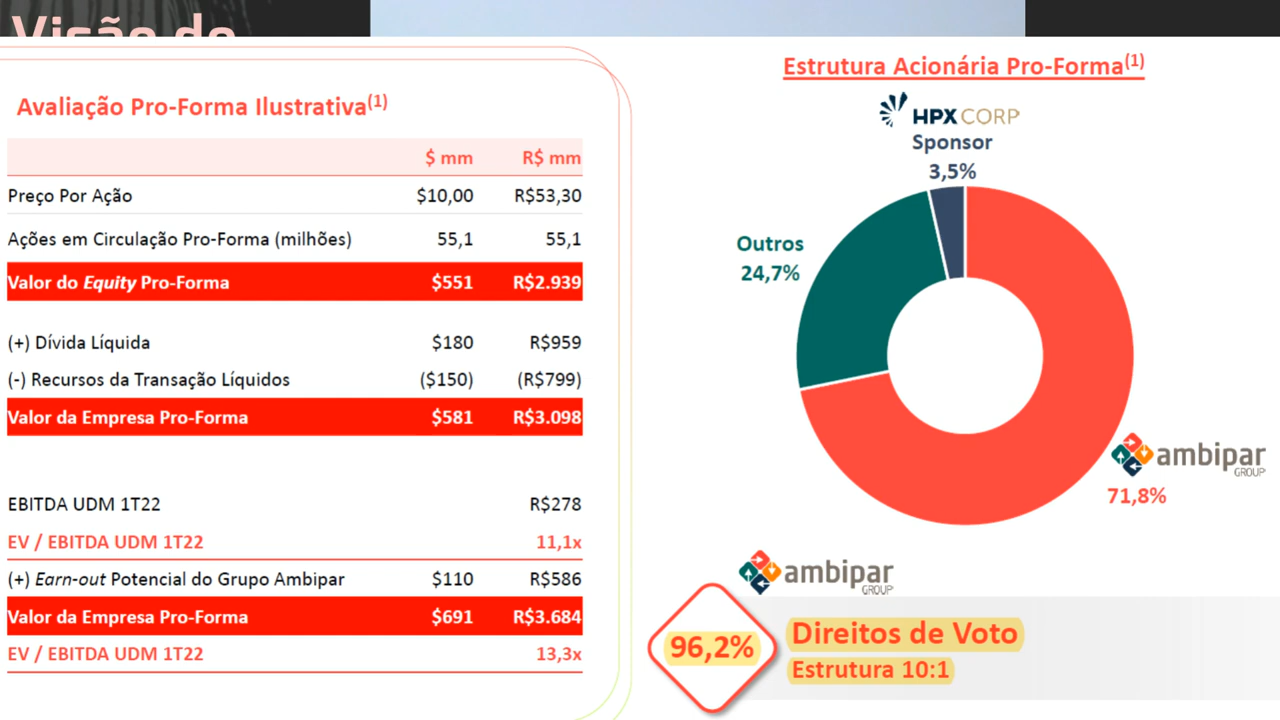 Visão do
Avaliação Pro-Forma Ilustrativa(1)
$ mm R$ mm
Preço Por Ação $10,00 R$53,30
Ações em Circulação Pro-Forma (milhões) 55,1 55,1
Valor do Equity Pro-Forma $551 R$2.939
(+) Dívida Líquida $180 R$959
(-) Recursos da Transação Líquidos ($150) (R$799)
Valor da Empresa Pro-Forma $581 R$3.098
EBITDA UDM 1T22 R$278
EV / EBITDA UDM 1T22 11,1x
(+) Earn-out Potencial do Grupo Ambipar $110 R$586
Valor da Empresa Pro-Forma $691 R$3.684
EV / EBITDA UDM 1T22 13,3x
Estrutura Acionária Pro-Forma(1)
HPX CORP
Sponsor
3,5%
Outros
24,7%
ambipar
GROUP
71,8%
ambipar
GROUP
96,2%
Direitos de Voto
Estrutura 10:1